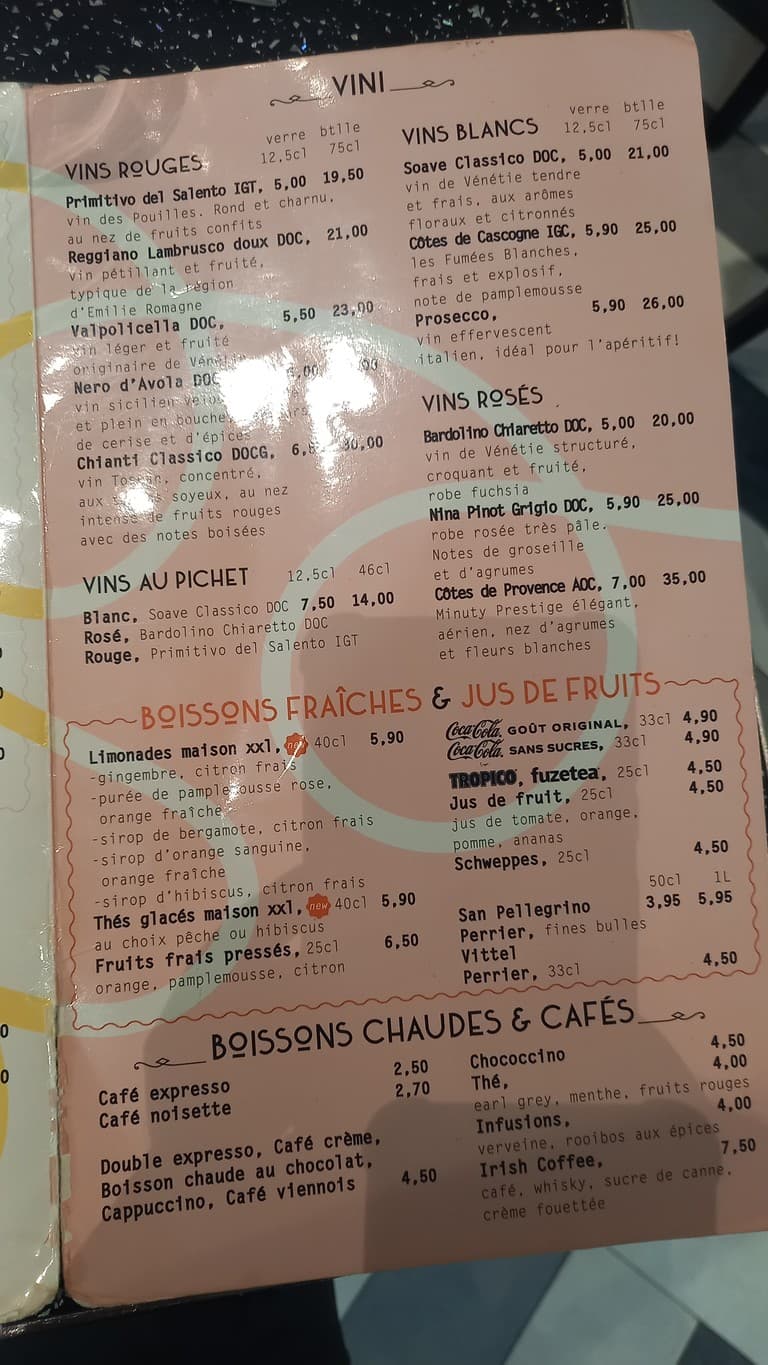 VINI
VINS ROUGES
verre btlle
12,5cl 75cl
Primitivo del Salento IGT, 5,00 19,50
vin des Pouilles. Rond et charnu,
au nez de fruits confits
Reggiano Lambrusco doux DOC, 21,00
vin pétillant et fruité,
typique de la région
d'Emilie Romagne
Valpolicella DOC, 5,50 23,00
vin léger et fruité
originaire de
Nero d'Avola DOC
vin sicilien
et plein en bouche,
de cerise et d'épices
Chianti Classico DOCG, 30,00
vin Toscan, concentré,
aux soyeux, au nez
intense de fruits rouges
avec des notes boisées
VINS AU PICHET 12,5cl 46cl
Blanc, Soave Classico DOC 7,50 14,00
Rosé, Bardolino Chiaretto DOC
Rouge, Primitivo del Salento IGT
VINS BLANCS
verre btlle
12,5cl 75cl
Soave Classico DOC, 5,00 21,00
vin de Vénétie tendre
et frais, aux arômes
floraux et citronnés
Côtes de Cascogne IGC, 5,90 25,00
les Fumées Blanches,
frais et explosif,
note de pamplemousse
Prosecco, 5,90 26,00
vin effervescent
italien, idéal pour l'apéritif!
VINS ROSÉS
Bardolino Chiaretto DOC, 5,00 20,00
vin de Vénétie structuré,
croquant et fruité,
robe fuchsia
Nina Pinot Grigio DOC, 5,90 25,00
robe rosée très pâle.
Notes de groseille
et d'agrumes
Côtes de Provence AOC, 7,00 35,00
Minuty Prestige élégant,
aérien, nez d'agrumes
et fleurs blanches
BOISSONS FRAÎCHES & JUS DE FRUITS
Limonades maison xxl, new 40cl 5,90
-gingembre, citron frais
-purée de pamplemousse rose,
orange fraîche
-sirop de bergamote, citron frais
-sirop d'orange sanguine,
orange fraîche
-sirop d'hibiscus, citron frais
Thés glacés maison xxl, new 40cl 5,90
au choix pêche ou hibiscus
Fruits frais pressés, 25cl 6,50
orange, pamplemousse, citron
Coca-Cola GOÛT ORIGINAL, 33cl 4,90
Coca-Cola SANS SUCRES, 33cl 4,90
TROPICO, fuzetea, 25cl 4,50
Jus de fruit, 25cl 4,50
jus de tomate, orange,
pomme, ananas
Schweppes, 25cl 4,50
50cl 1L
San Pellegrino 3,95 5,95
Perrier, fines bulles
Vittel
Perrier, 33cl 4,50
BOISSONS CHAUDES & CAFÉS
Café expresso 2,50
Café noisette 2,70
Double expresso, Café crème,
Boisson chaude au chocolat,
Cappuccino, Café viennois 4,50
Chococcino 4,50
Thé, 4,00
earl grey, menthe, fruits rouges
Infusions, 4,00
verveine, rooibos aux épices
Irish Coffee, 7,50
café, whisky, sucre de canne,
crème fouettée